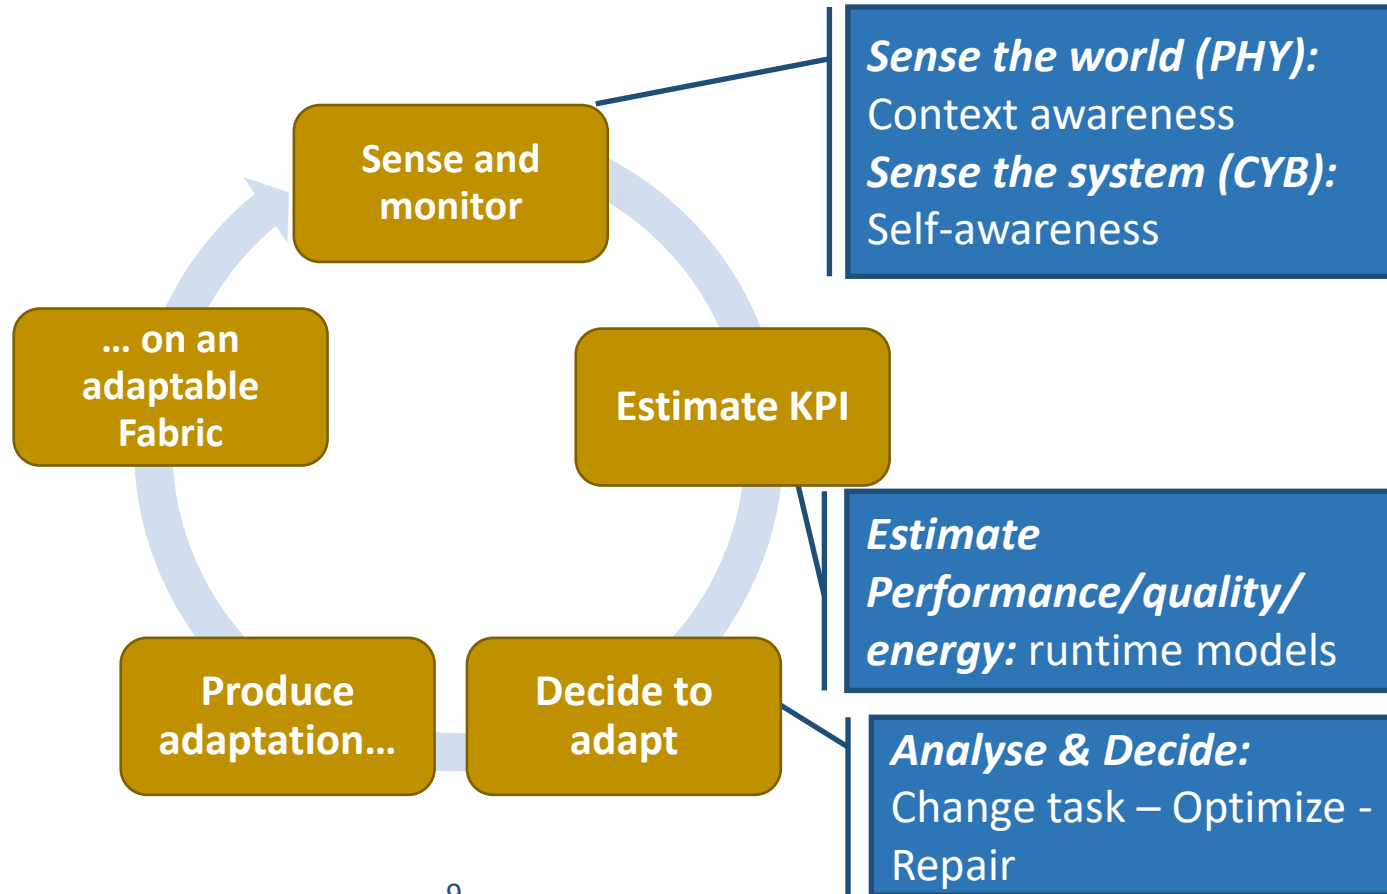 Sense and
monitor
Sense the world (PHY):
Context awareness
Sense the system (CYB):
Self-awareness
… on an
adaptable
Fabric
Estimate KPI
Estimate
Performance/quality/
energy: runtime models
Produce
adaptation…
Decide to
adapt
Analyse & Decide:
Change task – Optimize -
Repair
9